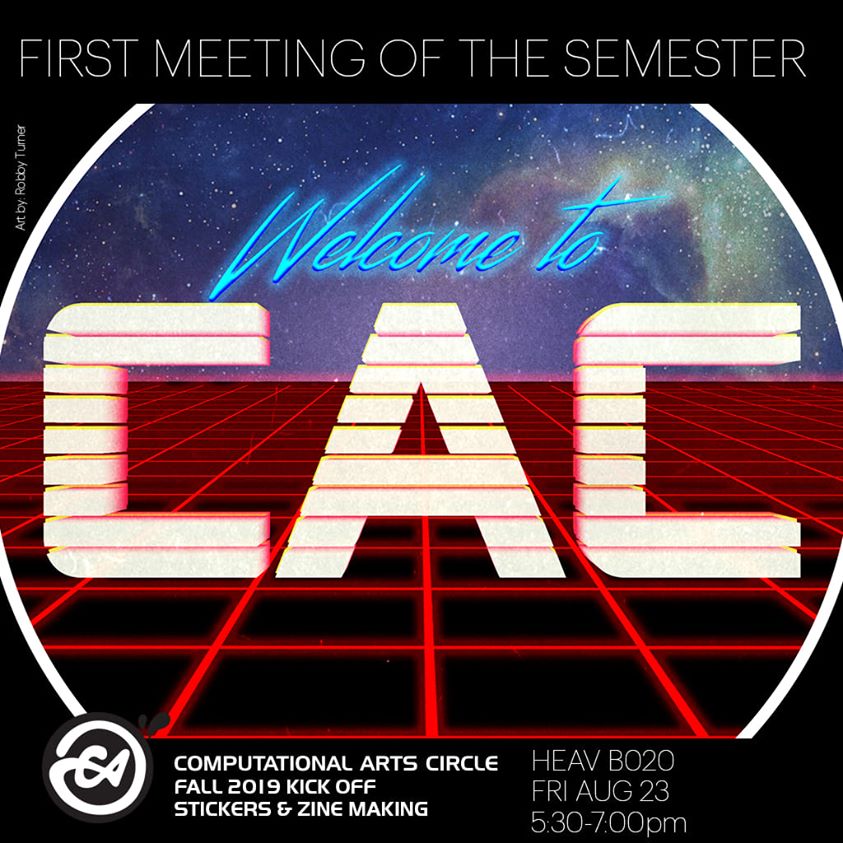 FIRST MEETING OF THE SEMESTER
Art by: Robby Turner
Welcome to
CAC
COMPUTATIONAL ARTS CIRCLE
FALL 2019 KICK OFF
STICKERS & ZINE MAKING
HEAV B020
FRI AUG 23
5:30-7:00pm